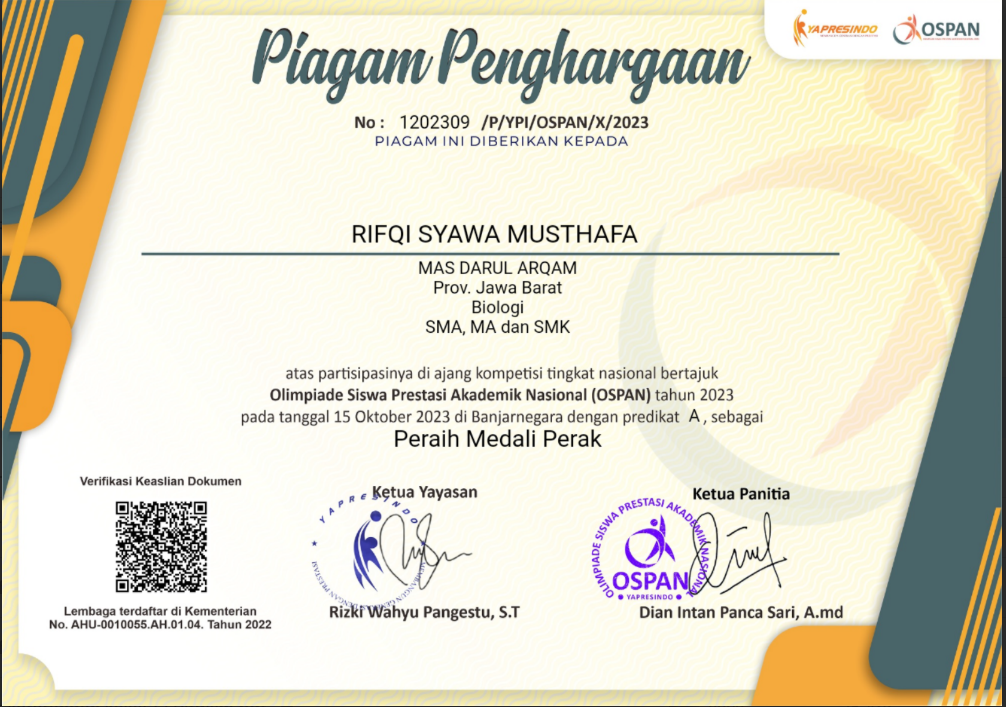 YAPRESINDO
OSPAN
Piagam Penghargaan
No : 1202309 /P/YPI/OSPAN/X/2023
PIAGAM INI DIBERIKAN KEPADA
RIFQI SYAWA MUSTHAFA
MAS DARUL ARQAM
Prov. Jawa Barat
Biologi
SMA, MA dan SMK
atas partisipasinya di ajang kompetisi tingkat nasional bertajuk
Olimpiade Siswa Prestasi Akademik Nasional (OSPAN) tahun 2023
pada tanggal 15 Oktober 2023 di Banjarnegara dengan predikat A , sebagai
Peraih Medali Perak
Verifikasi Keaslian Dokumen
Lembaga terdaftar di Kementerian
No. AHU-0010055.AH.01.04. Tahun 2022
Ketua Yayasan
YAPRESINDO
Rizki Wahyu Pangestu, S.T
Ketua Panitia
OLIMPIADE SISWA PRESTASI AKADEMIK NASIONAL
OSPAN
YAPRESINDO
Dian Intan Panca Sari, A.md